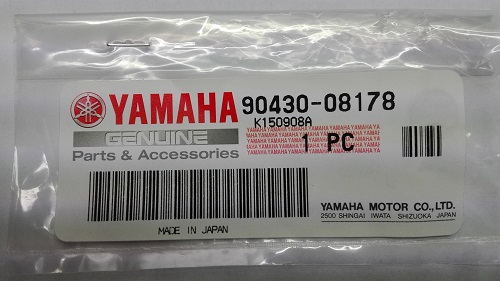 YAMAHA 90430-08178
GENUINE K150908A
Parts & Accessories 1 PC
YAMAHA MOTOR CO.,LTD.
2500 SHINGAI IWATA SHIZUOKA JAPAN
MADE IN JAPAN